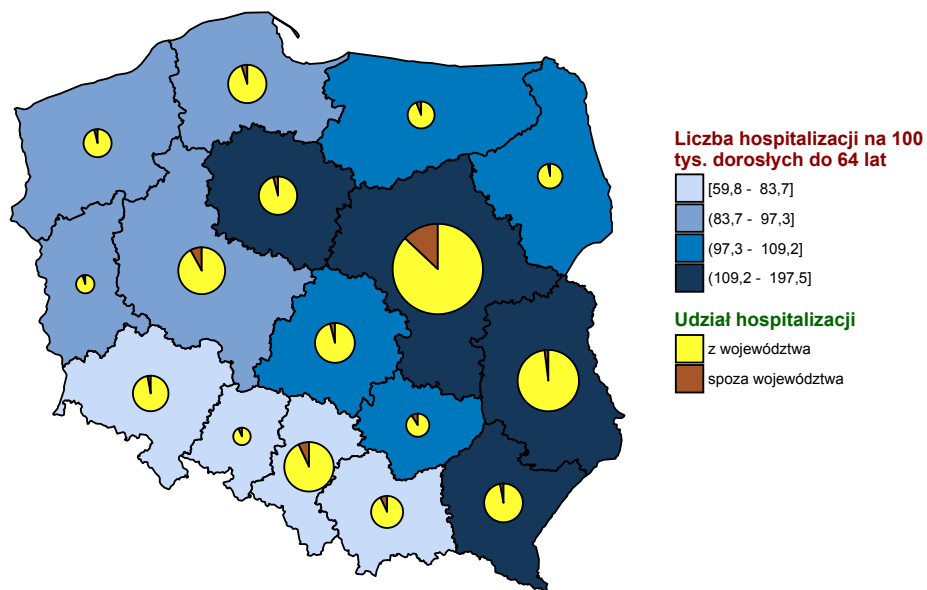 Liczba hospitalizacji na 100
tys. dorosłych do 64 lat
[59,8 - 83,7]
(83,7 - 97,3]
(97,3 - 109,2]
(109,2 - 197,5]
Udział hospitalizacji
z województwa
spoza województwa